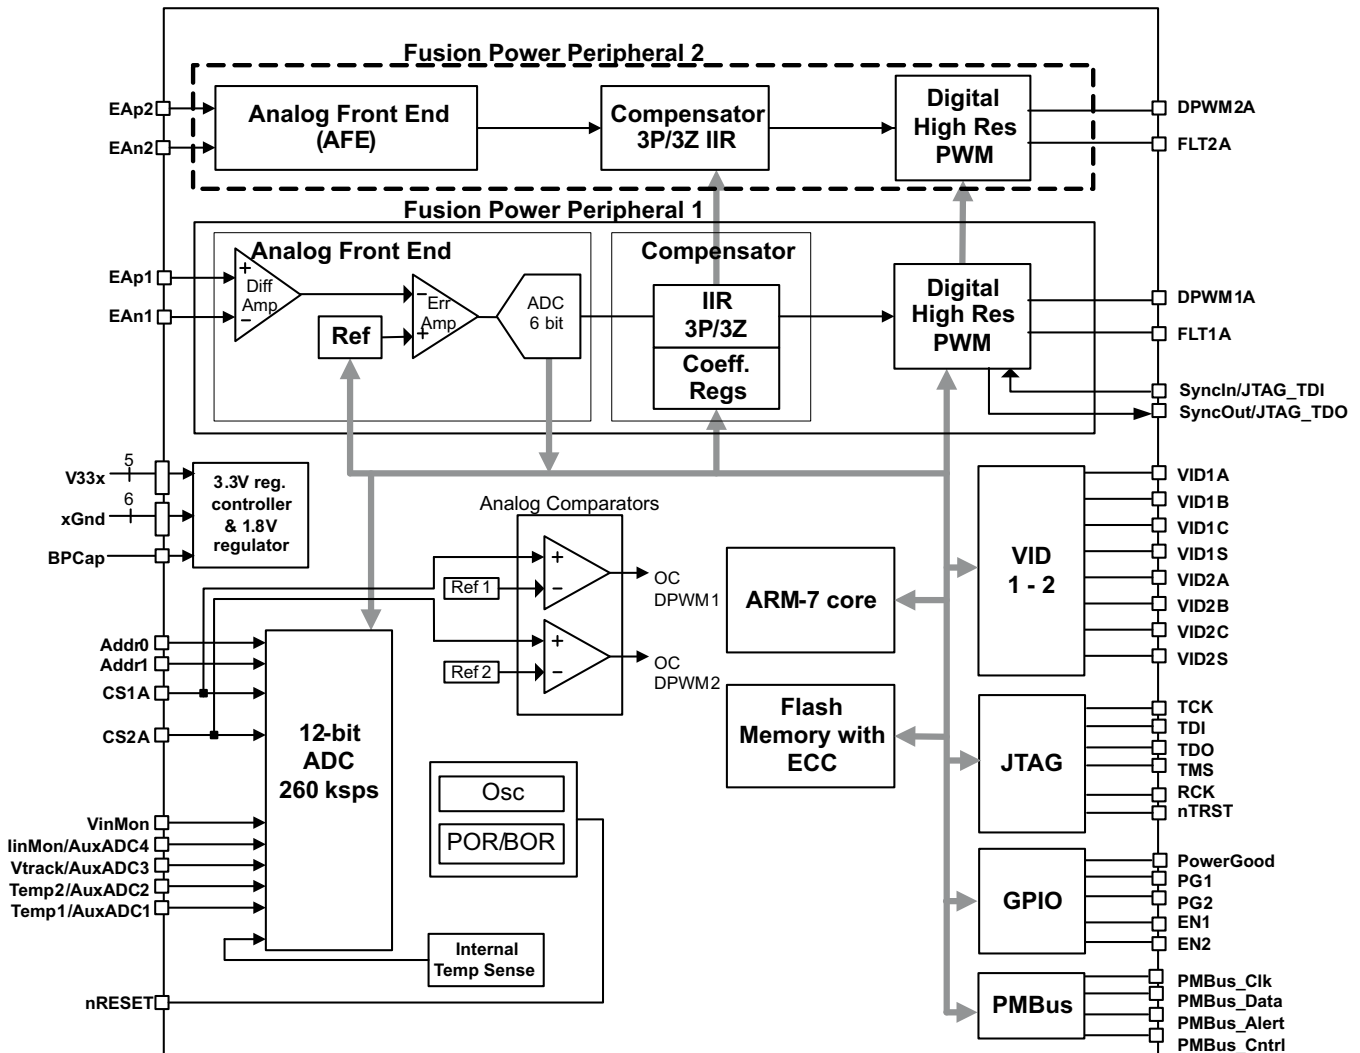 Fusion Power Peripheral 2
EAp2
EAn2
Analog Front End
(AFE)
Compensator
3P/3Z IIR
Digital
High Res
PWM
DPWM2A
FLT2A
Fusion Power Peripheral 1
Analog Front End
Compensator
EAp1
EAn1
+
Diff
Amp
−
Ref
−
Err
Amp
+
ADC
6 bit
IIR
3P/3Z
Coeff.
Regs
Digital
High Res
PWM
DPWM1A
FLT1A
SyncIn/JTAG_TDI
SyncOut/JTAG_TDO
V33x
5
xGnd
6
BPCap
3.3V reg.
controller
& 1.8V
regulator
Analog Comparators
+
−
Ref 1
OC
DPWM1
+
−
Ref 2
OC
DPWM2
ARM-7 core
Flash
Memory with
ECC
VID
1 - 2
VID1A
VID1B
VID1C
VID1S
VID2A
VID2B
VID2C
VID2S
Addr0
Addr1
CS1A
CS2A
VinMon
IinMon/AuxADC4
Vtrack/AuxADC3
Temp2/AuxADC2
Temp1/AuxADC1
nRESET
12-bit
ADC
260 ksps
Osc
POR/BOR
Internal
Temp Sense
JTAG
TCK
TDI
TDO
TMS
RCK
nTRST
GPIO
PowerGood
PG1
PG2
EN1
EN2
PMBus
PMBus_Clk
PMBus_Data
PMBus_Alert
PMBus_Cntrl